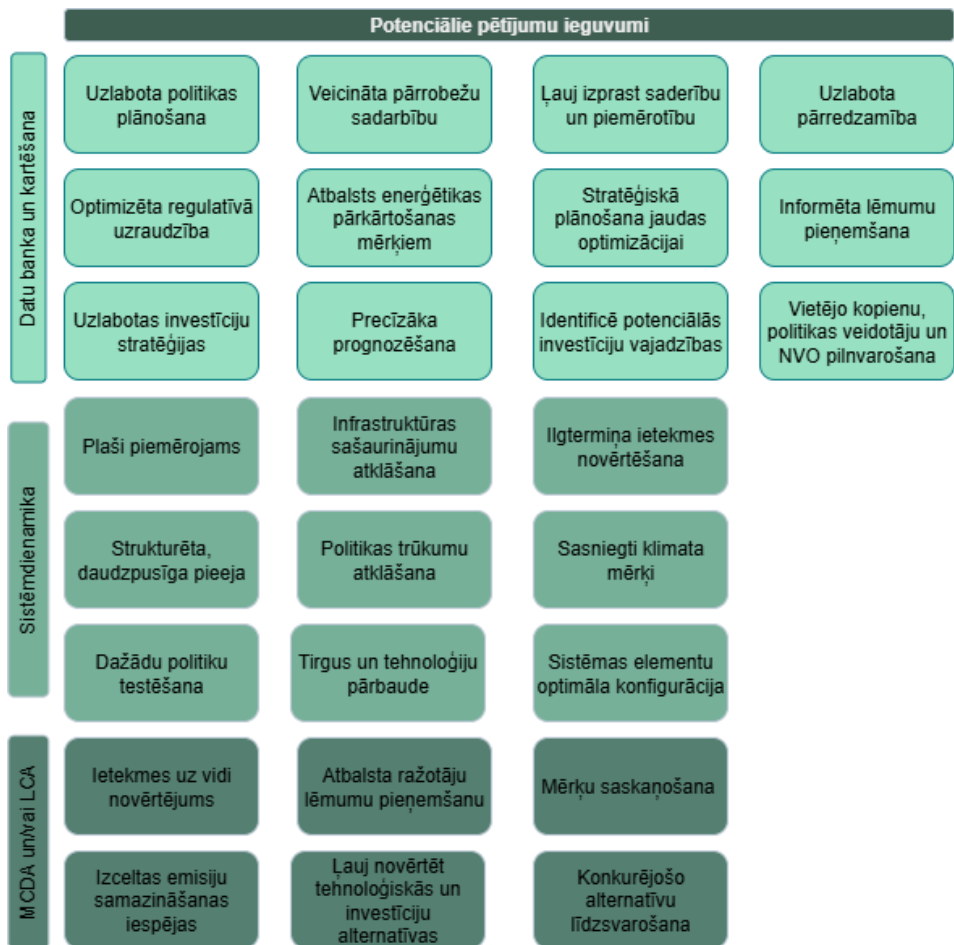 Potenciālie pētījumu ieguvumi
Datu banka un kartēšana
Uzlabota politikas
plānošana
Veicināta pārrobežu
sadarbību
Ļauj izprast saderību
un piemērotību
Uzlabota
pārredzamība
Optimizēta regulatīvā
uzraudzība
Atbalsts enerģētikas
pārkārtošanas
mērķiem
Stratēģiskā
plānošana jaudas
optimizācijai
Informēta lēmumu
pieņemšana
Uzlabotas investīciju
stratēģijas
Precīzāka
prognozēšana
Identificē potenciālās
investīciju vajadzības
Vietējo kopienu,
politikas veidotāju un
NVO pilnvarošana
Sistēmdienamika
Plaši piemērojams
Infrastruktūras
sašaurinājumu
atklāšana
Ilgtermiņa ietekmes
novērtēšana
Strukturēta,
daudzpusīga pieeja
Politikas trūkumu
atklāšana
Sasniegti klimata
mērķi
Dažādu politiku
testēšana
Tirgus un tehnoloģiju
pārbaude
Sistēmas elementu
optimāla konfigurācija
MCDA un/vai LCA
Ietekmes uz vidi
novērtējums
Atbalsta ražotāju
lēmumu pieņemšanu
Mērķu saskaņošana
Izceltas emisiju
samazināšanas
iespējas
Ļauj novērtēt
tehnoloģiskās un
investīciju
alternatīvas
Konkurējošo
alternatīvu
līdzsvarošana